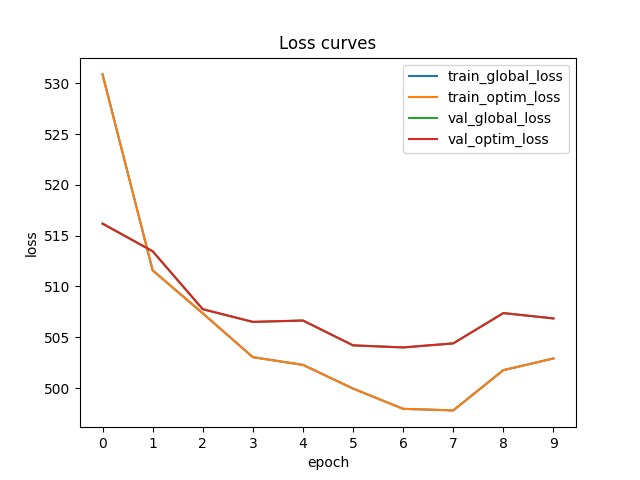 Loss curves
train_global_loss
train_optim_loss
val_global_loss
val_optim_loss
530
525
520
515
510
505
500
loss
0 1 2 3 4 5 6 7 8 9
epoch